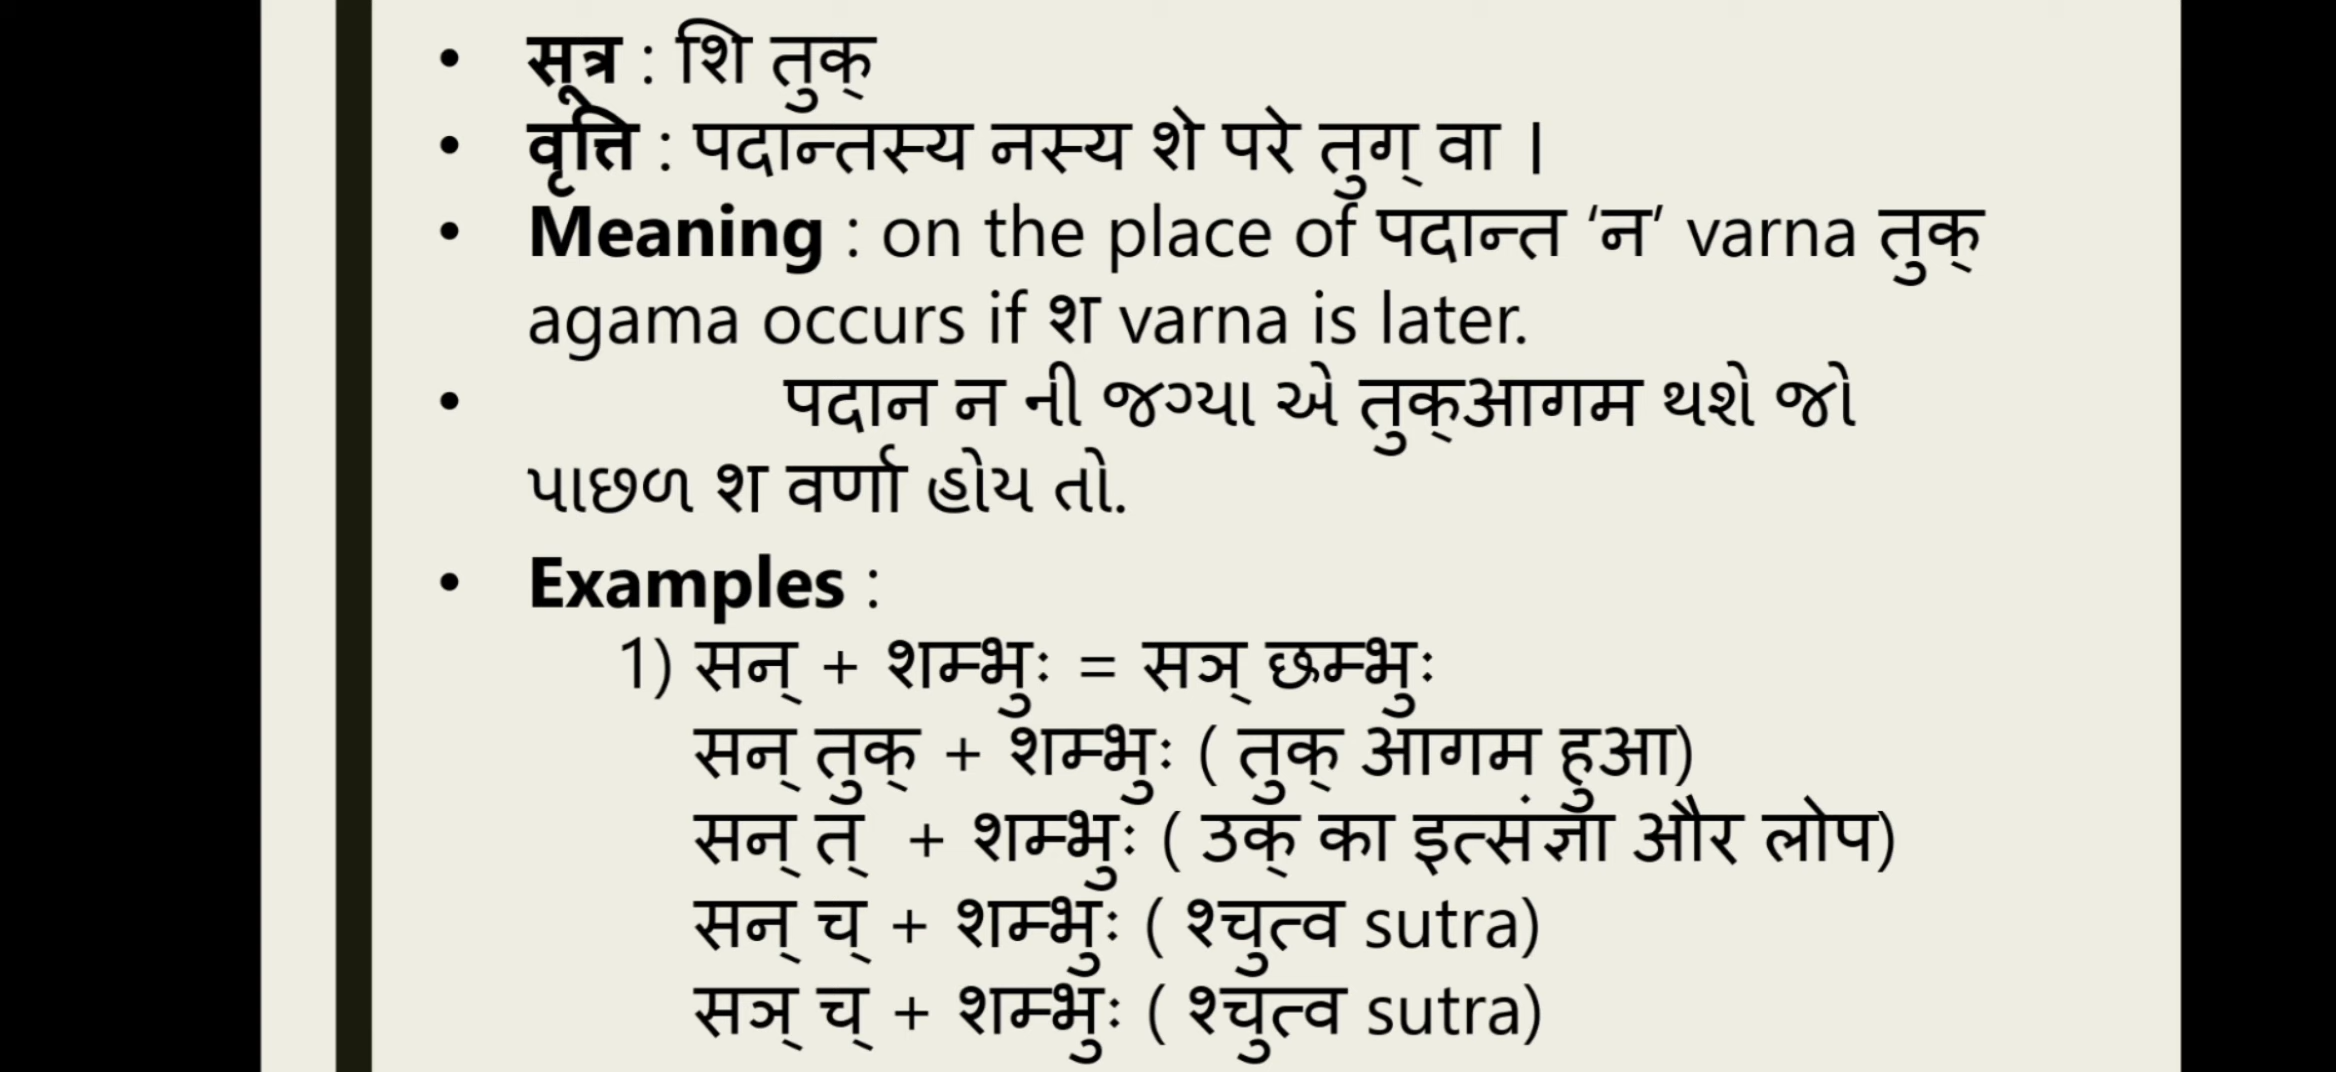 • सूत्र : शि तुक्
• वृत्ति : पदान्तस्य नस्य शे परे तुग् वा ।
• Meaning : on the place of पदान्त ‘न’ varna तुक्
agama occurs if श varna is later.
• पदान न ની જગ્યા એ तुक्आगम થશે જો
પાછળ श वर्णा હોય તો.
• Examples :
1) सन् + शम्भुः = सञ् छम्भुः
सन् तुक् + शम्भुः ( तुक् आगम हुआ)
सन् त् + शम्भुः ( उक् का इत्संज्ञा और लोप)
सन् च् + शम्भुः ( श्चुत्व sutra)
सञ् च् + शम्भुः ( श्चुत्व sutra)